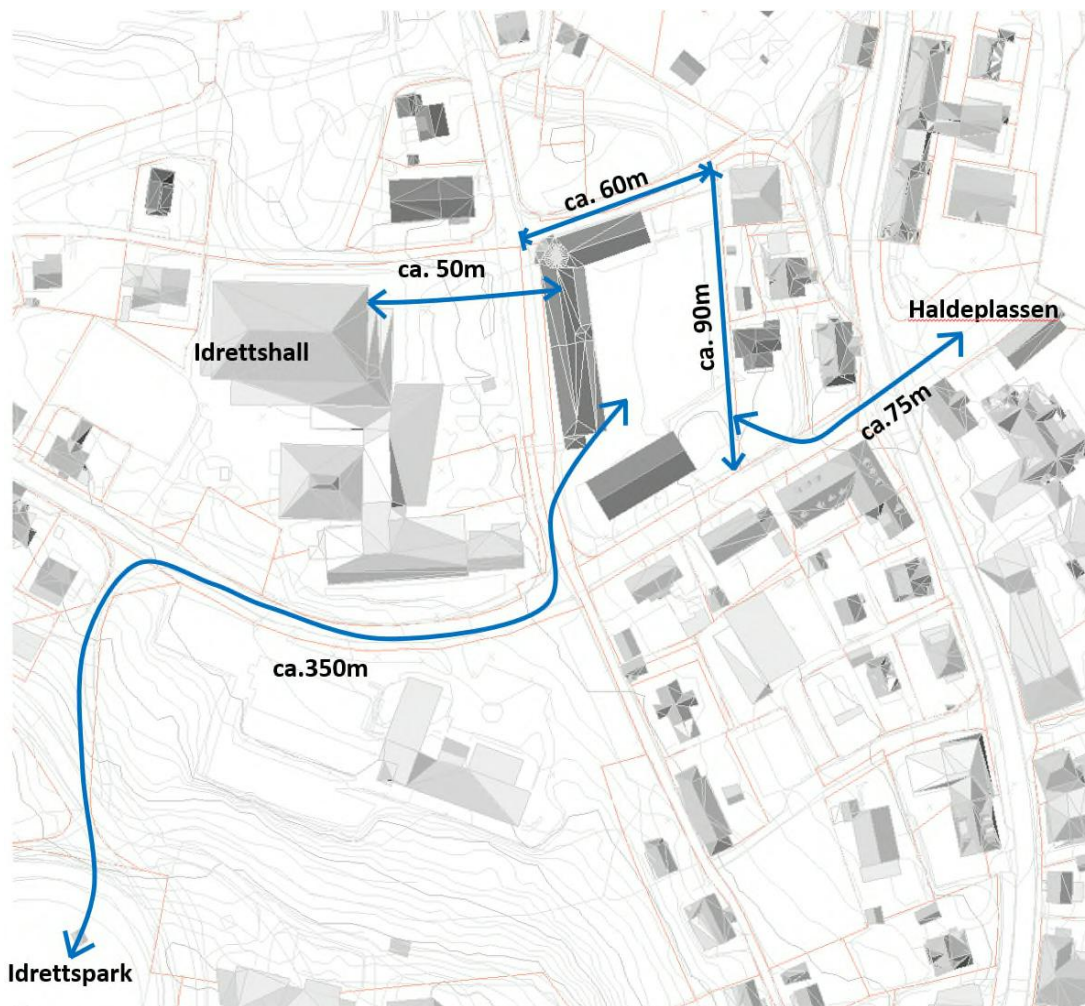 ca. 60m
ca. 50m
ca. 90m
Haldeplassen
Idrettshall
ca.75m
ca.350m
Idrettspark